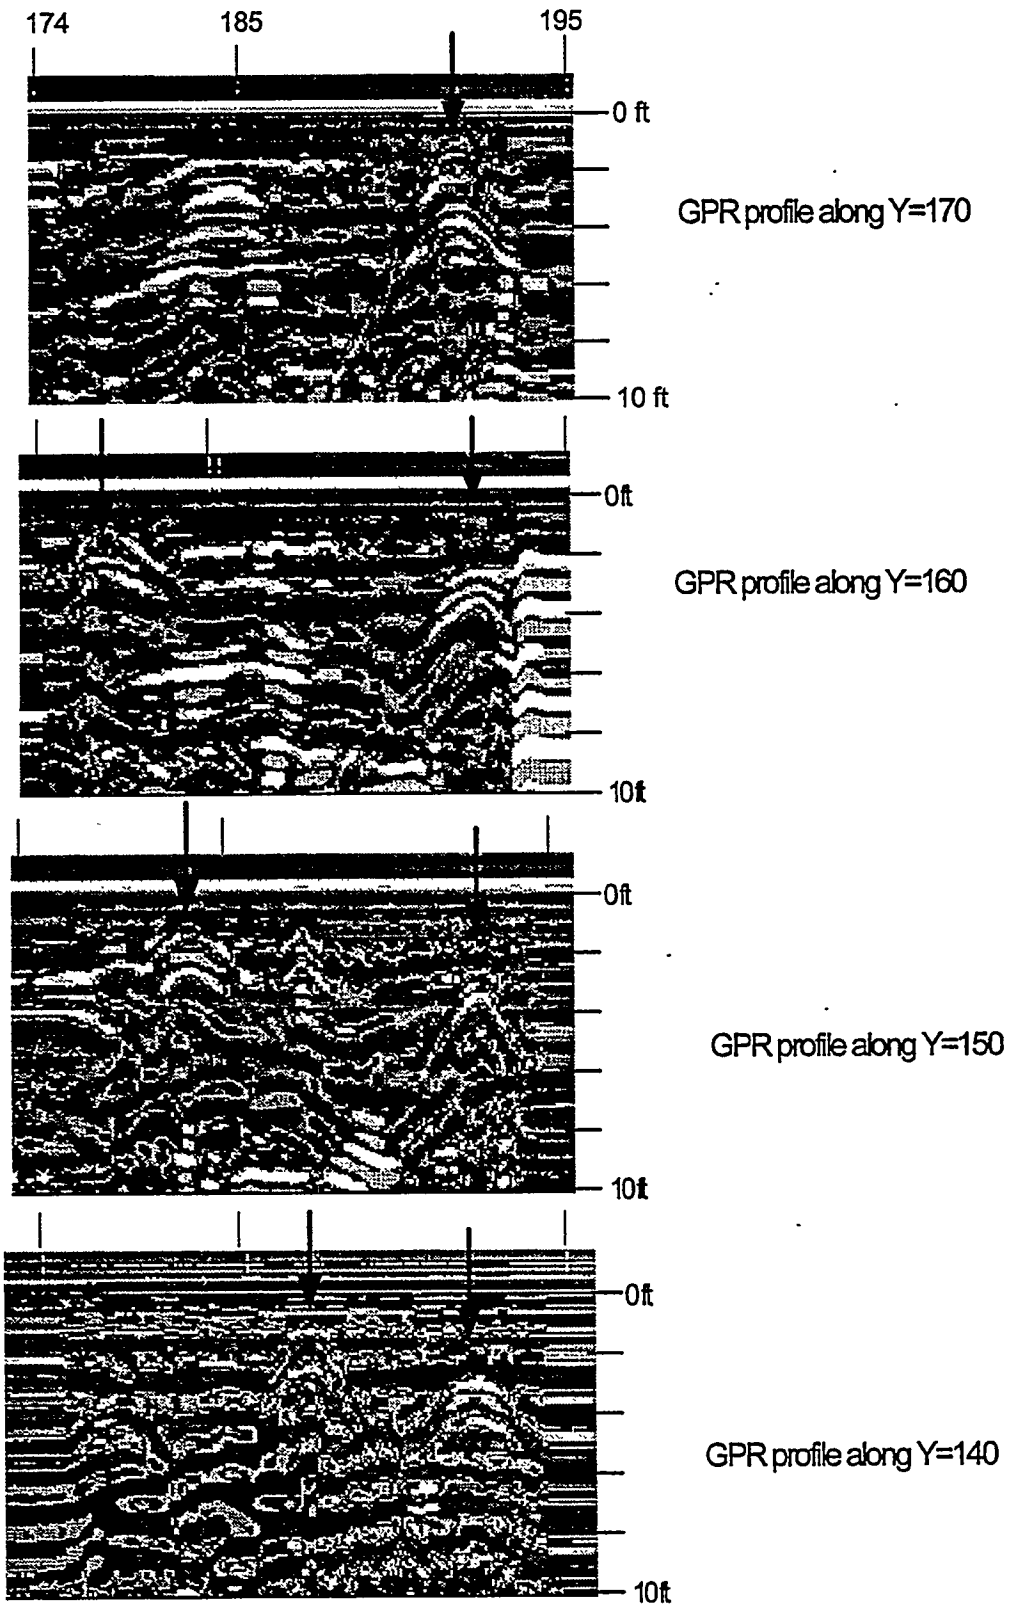 174 185 195
0 ft
GPR profile along Y=170
10 ft
0ft
GPR profile along Y=160
10ft
0ft
GPR profile along Y=150
10ft
0ft
GPR profile along Y=140
10ft